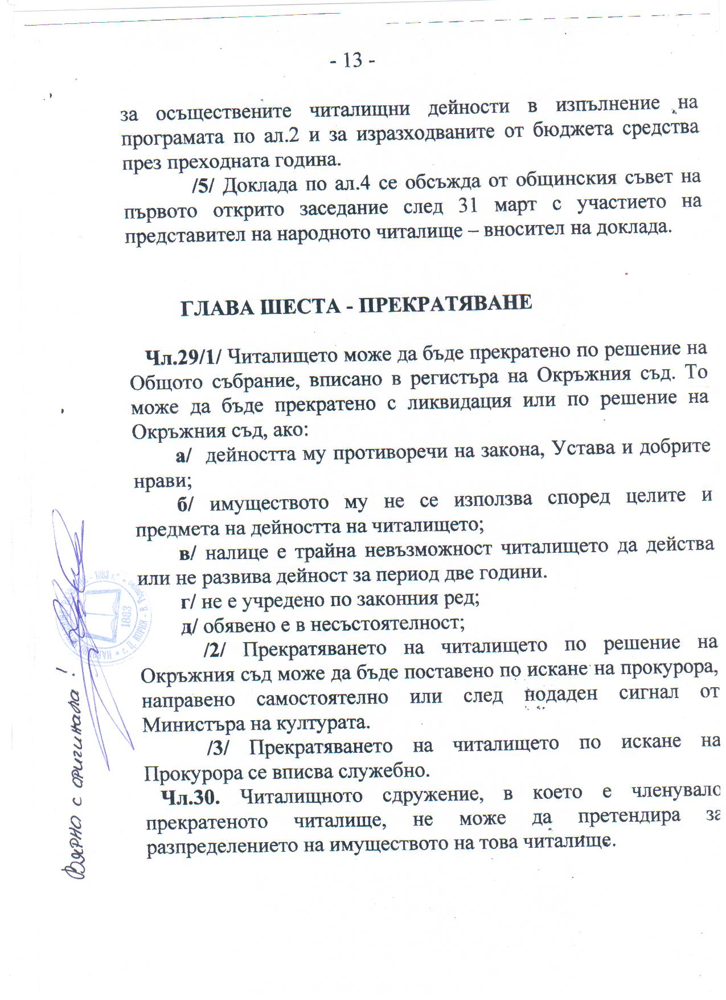 - 13 -
за осъществените читалищни дейности в изпълнение на
програмата по ал.2 и за изразходваните от бюджета средства
през преходната година.
/5/ Доклада по ал.4 се обсъжда от общинския съвет на
първото открито заседание след 31 март с участието на
представител на народното читалище – вносител на доклада.
ГЛАВА ШЕСТА - ПРЕКРАТЯВАНЕ
Чл.29/1/ Читалището може да бъде прекратено по решение на
Общото събрание, вписано в регистъра на Окръжния съд. То
може да бъде прекратено с ликвидация или по решение на
Окръжния съд, ако:
а/ дейността му противоречи на закона, Устава и добрите
нрави;
б/ имуществото му не се използва според целите и
предмета на дейността на читалището;
в/ налице е трайна невъзможност читалището да действа
или не развива дейност за период две години.
г/ не е учредено по законния ред;
д/ обявено е в несъстоятелност;
/2/ Прекратяването на читалището по решение на
Окръжния съд може да бъде поставено по искане на прокурора,
направено самостоятелно или след подаден сигнал от
Министъра на културата.
/3/ Прекратяването на читалището по искане на
Прокурора се вписва служебно.
Чл.30. Читалищното сдружение, в което е членувало
прекратеното читалище, не може да претендира за
разпределението на имуществото на това читалище.
Вярно с оригинала!
1883 г.
1883
с. Ц. КОРИЯ - В. Търново